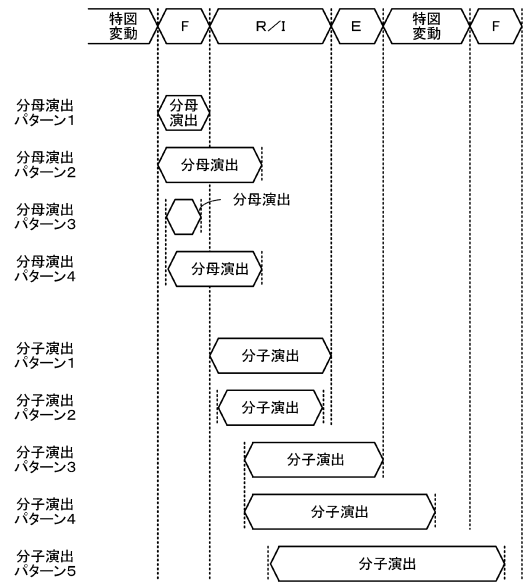 特図
変動
F
R／I
E
特図
変動
F
分母演出
パターン1
分母
演出
分母演出
パターン2
分母演出
分母演出
パターン3
分母演出
分母演出
パターン4
分母演出
分子演出
パターン1
分子演出
分子演出
パターン2
分子演出
分子演出
パターン3
分子演出
分子演出
パターン4
分子演出
分子演出
パターン5
分子演出